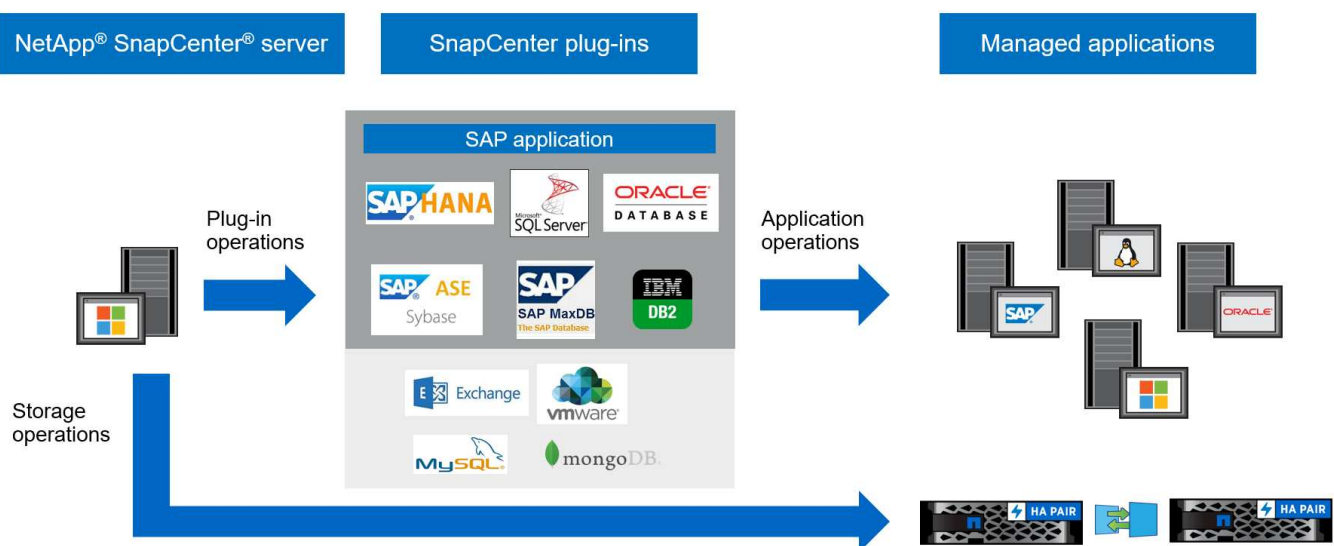 NetApp® SnapCenter® server
SnapCenter plug-ins
Managed applications
SAP application
SAP HANA
Microsoft®
SQL Server®
ORACLE®
DATABASE
Plug-in
operations
Application
operations
SAP® ASE
Sybase
SAP
SAP MaxDB
The SAP Database
IBM
DB2
SAP
ORACLE
E Exchange
vmware®
MySQL®
mongoDB.
Storage
operations
HA PAIR
HA PAIR